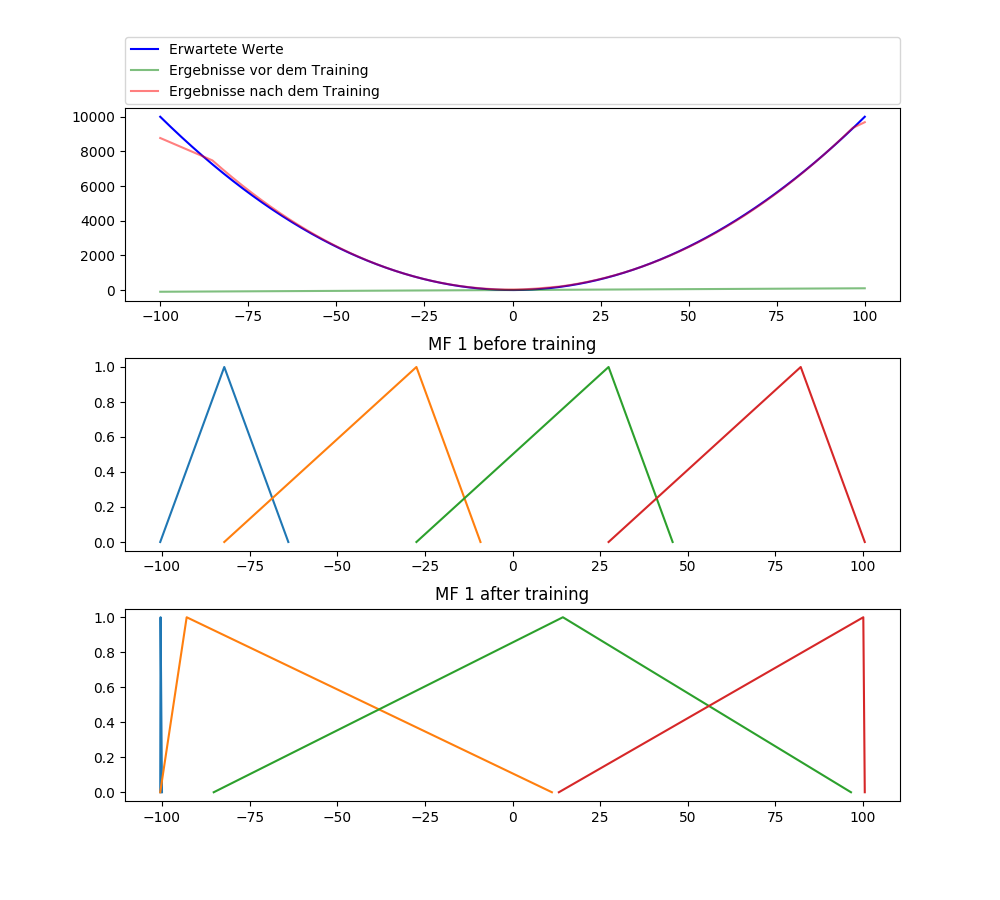 Erwartete Werte
Ergebnisse vor dem Training
Ergebnisse nach dem Training
10000
8000
6000
4000
2000
0
−100 −75 −50 −25 0 25 50 75 100
MF 1 before training
1.0
0.8
0.6
0.4
0.2
0.0
−100 −75 −50 −25 0 25 50 75 100
MF 1 after training
1.0
0.8
0.6
0.4
0.2
0.0
−100 −75 −50 −25 0 25 50 75 100